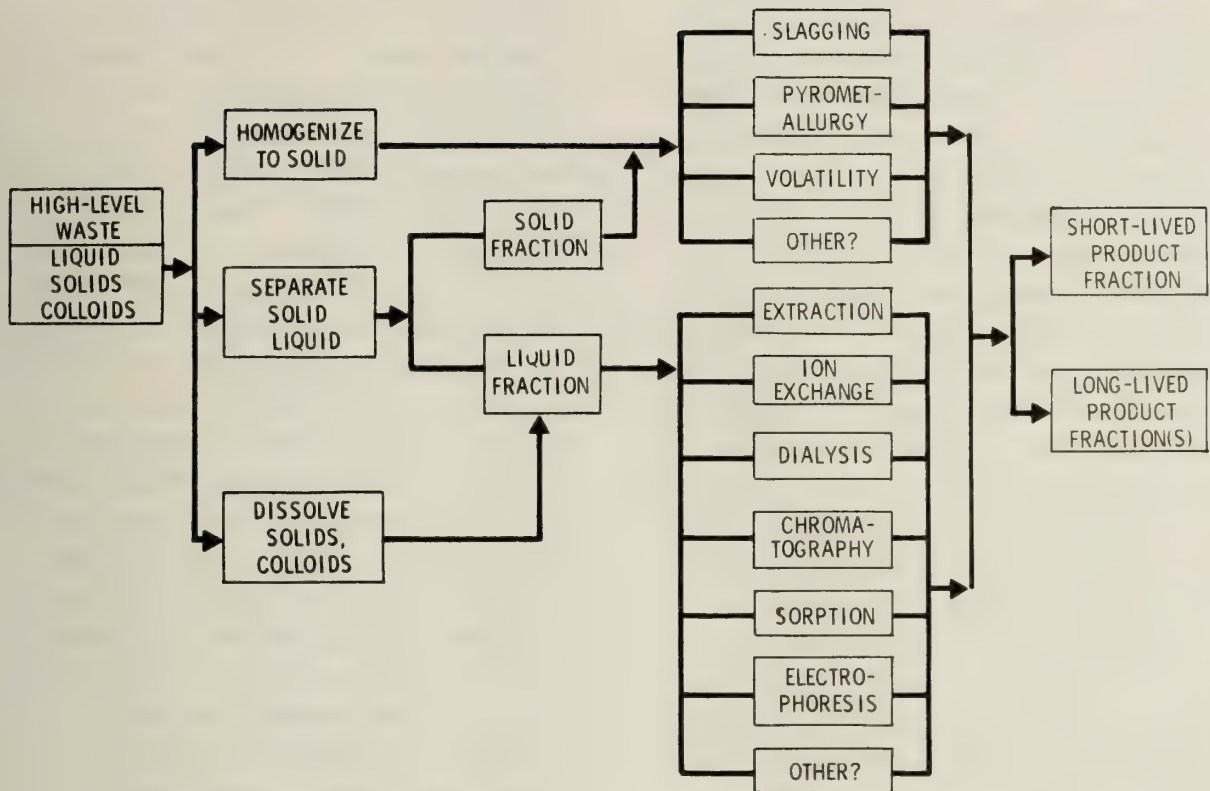 HIGH-LEVEL
WASTE
LIQUID
SOLIDS
COLLOIDS
HOMOGENIZE
TO SOLID
SEPARATE
SOLID
LIQUID
DISSOLVE
SOLIDS,
COLLOIDS
SOLID
FRACTION
LIQUID
FRACTION
SLAGGING
PYROMET-
ALLURGY
VOLATILITY
OTHER?
EXTRACTION
ION
EXCHANGE
DIALYSIS
CHROMA-
TOGRAPHY
SORPTION
ELECTRO-
PHORESIS
OTHER?
SHORT-LIVED
PRODUCT
FRACTION
LONG-LIVED
PRODUCT
FRACTION(S)